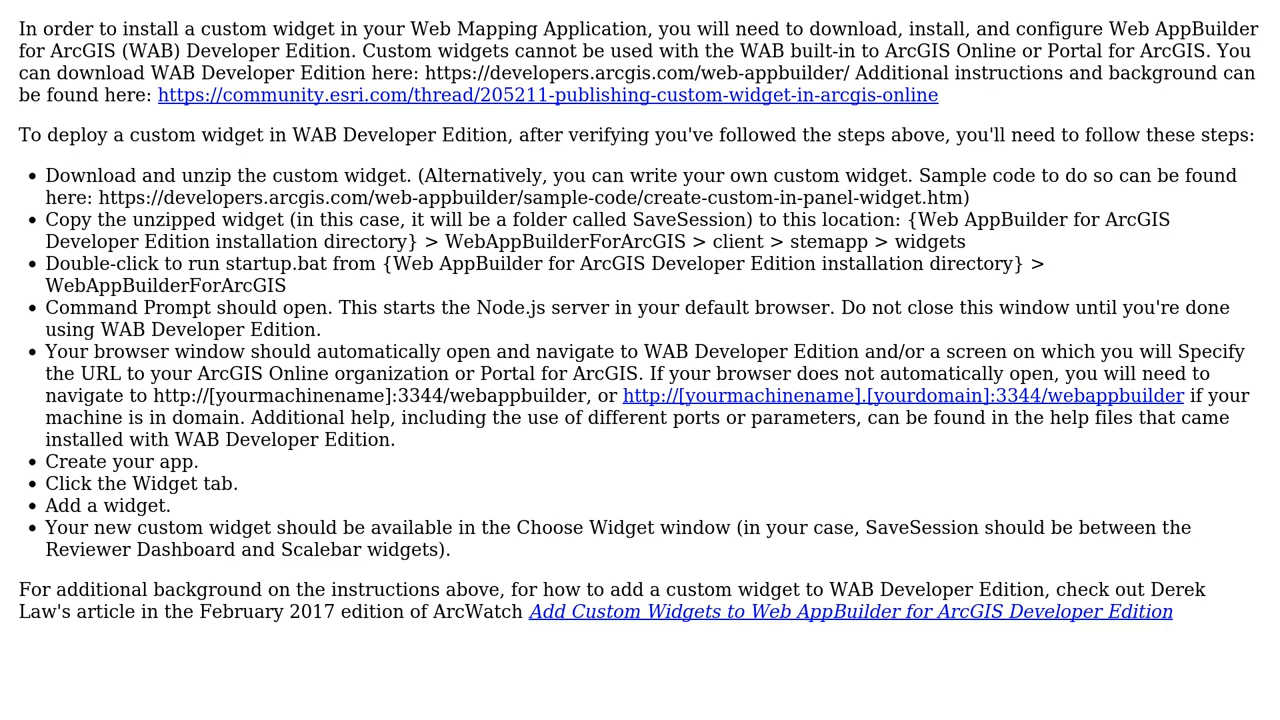 In order to install a custom widget in your Web Mapping Application, you will need to download, install, and configure Web AppBuilder
for ArcGIS (WAB) Developer Edition. Custom widgets cannot be used with the WAB built-in to ArcGIS Online or Portal for ArcGIS. You
can download WAB Developer Edition here: https://developers.arcgis.com/web-appbuilder/ Additional instructions and background can
be found here: https://community.esri.com/thread/205211-publishing-custom-widget-in-arcgis-online
To deploy a custom widget in WAB Developer Edition, after verifying you've followed the steps above, you'll need to follow these steps:
• Download and unzip the custom widget. (Alternatively, you can write your own custom widget. Sample code to do so can be found
here: https://developers.arcgis.com/web-appbuilder/sample-code/create-custom-in-panel-widget.htm)
• Copy the unzipped widget (in this case, it will be a folder called SaveSession) to this location: {Web AppBuilder for ArcGIS
Developer Edition installation directory} > WebAppBuilderForArcGIS > client > stemapp > widgets
• Double-click to run startup.bat from {Web AppBuilder for ArcGIS Developer Edition installation directory} >
WebAppBuilderForArcGIS
• Command Prompt should open. This starts the Node.js server in your default browser. Do not close this window until you're done
using WAB Developer Edition.
• Your browser window should automatically open and navigate to WAB Developer Edition and/or a screen on which you will Specify
the URL to your ArcGIS Online organization or Portal for ArcGIS. If your browser does not automatically open, you will need to
navigate to http://[yourmachinename]:3344/webappbuilder, or http://[yourmachinename].[yourdomain]:3344/webappbuilder if your
machine is in domain. Additional help, including the use of different ports or parameters, can be found in the help files that came
installed with WAB Developer Edition.
• Create your app.
• Click the Widget tab.
• Add a widget.
• Your new custom widget should be available in the Choose Widget window (in your case, SaveSession should be between the
Reviewer Dashboard and Scalebar widgets).
For additional background on the instructions above, for how to add a custom widget to WAB Developer Edition, check out Derek
Law's article in the February 2017 edition of ArcWatch Add Custom Widgets to Web AppBuilder for ArcGIS Developer Edition